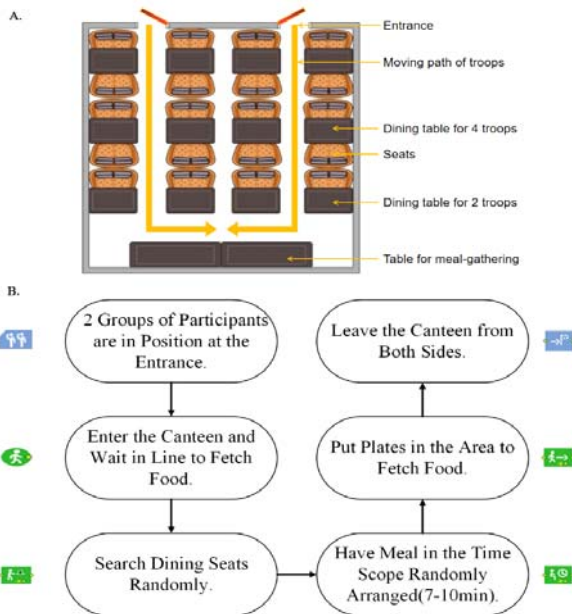 A.
Entrance
Moving path of troops
Dining table for 4 troops
Seats
Dining table for 2 troops
Table for meal-gathering
B.
2 Groups of Participants
are in Position at the
Entrance.
Enter the Canteen and
Wait in Line to Fetch
Food.
Search Dining Seats
Randomly.
Have Meal in the Time
Scope Randomly
Arranged(7-10min).
Put Plates in the Area to
Fetch Food.
Leave the Canteen from
Both Sides.